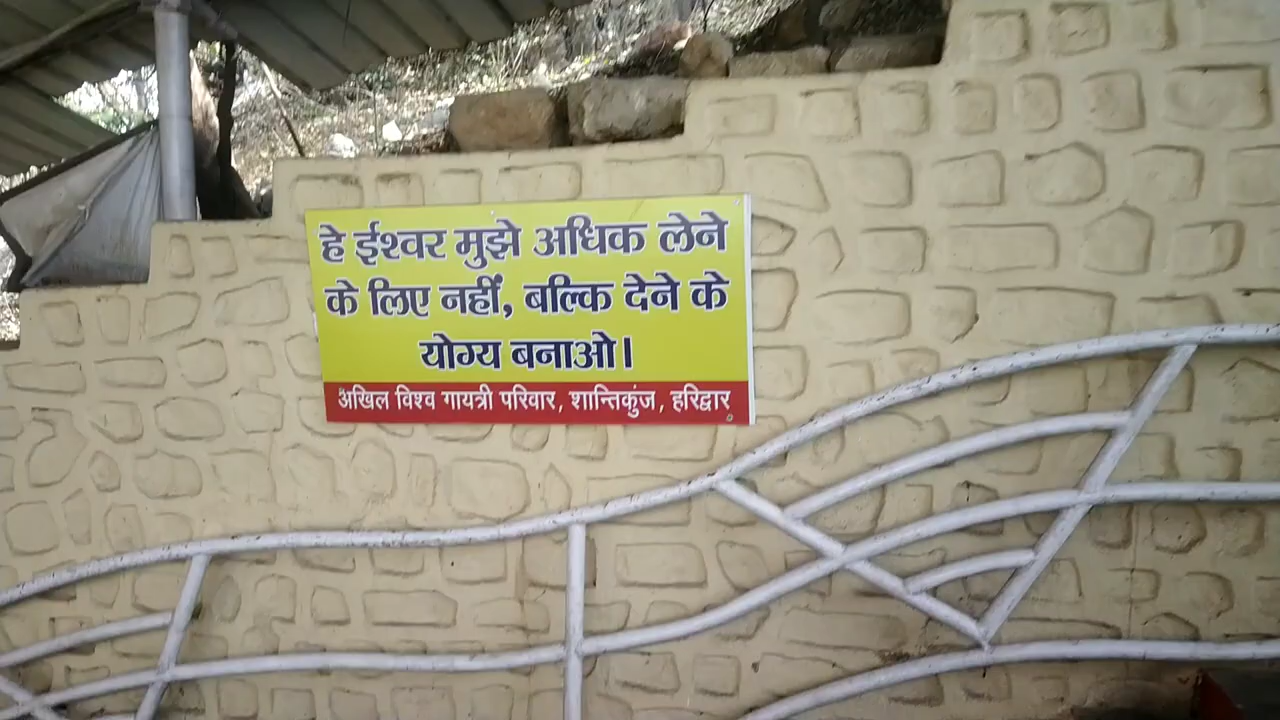 हे ईश्वर मुझे अधिक लेने
के लिए नहीं, बल्कि देने के
योग्य बनाओ।
अखिल विश्व गायत्री परिवार, शान्तिकुंज, हरिद्वार